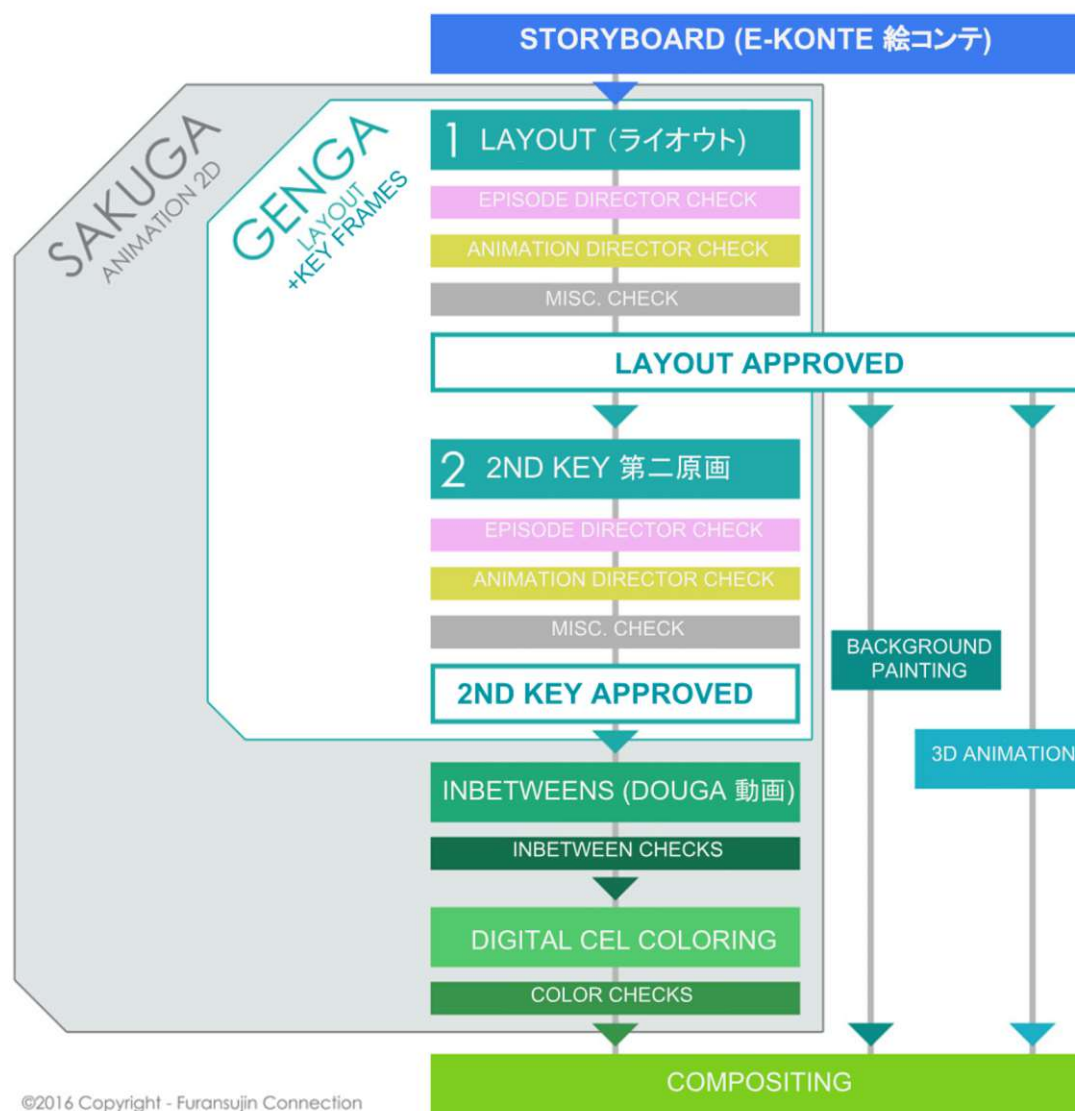 STORYBOARD (E-KONTE 絵コンテ)
SAKUGA
ANIMATION 2D
GENGA
LAYOUT
+KEY FRAMES
1 LAYOUT (ライオウト)
EPISODE DIRECTOR CHECK
ANIMATION DIRECTOR CHECK
MISC. CHECK
LAYOUT APPROVED
2 2ND KEY 第二原画
EPISODE DIRECTOR CHECK
ANIMATION DIRECTOR CHECK
MISC. CHECK
2ND KEY APPROVED
BACKGROUND
PAINTING
3D ANIMATION
INBETWEENS (DOUGA 動画)
INBETWEEN CHECKS
DIGITAL CEL COLORING
COLOR CHECKS
COMPOSITING
©2016 Copyright - Furansujin Connection